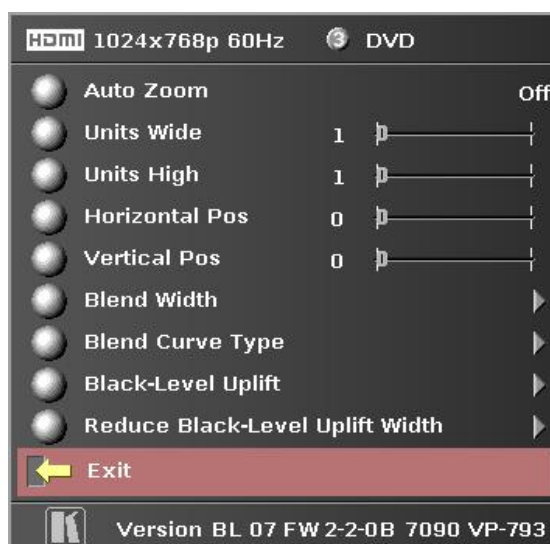 HDMI 1024x768p 60Hz 3 DVD
Auto Zoom Off
Units Wide 1
Units High 1
Horizontal Pos 0
Vertical Pos 0
Blend Width
Blend Curve Type
Black-Level Uplift
Reduce Black-Level Uplift Width
Exit
Version BL 07 FW 2-2-0B 7090 VP-793